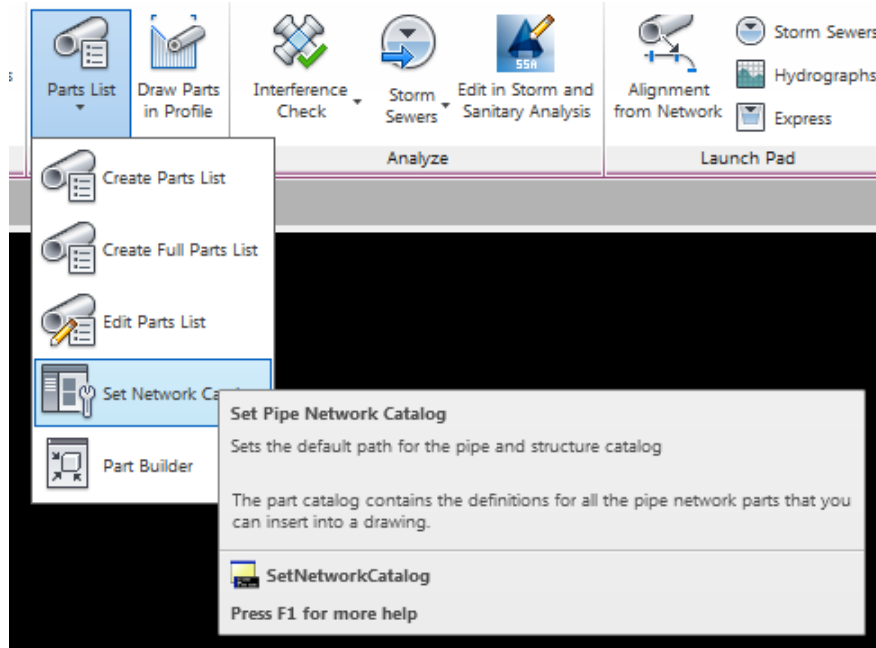 Parts List
Draw Parts
in Profile
Interference
Check
Storm
Sewers
SSA
Edit in Storm and
Sanitary Analysis
Alignment
from Network
Storm Sewers
Hydrographs
Express
Analyze
Launch Pad
Create Parts List
Create Full Parts List
Edit Parts List
Set Network
Part Builder
Set Pipe Network Catalog
Sets the default path for the pipe and structure catalog
The part catalog contains the definitions for all the pipe network parts that you
can insert into a drawing.
SetNetworkCatalog
Press F1 for more help